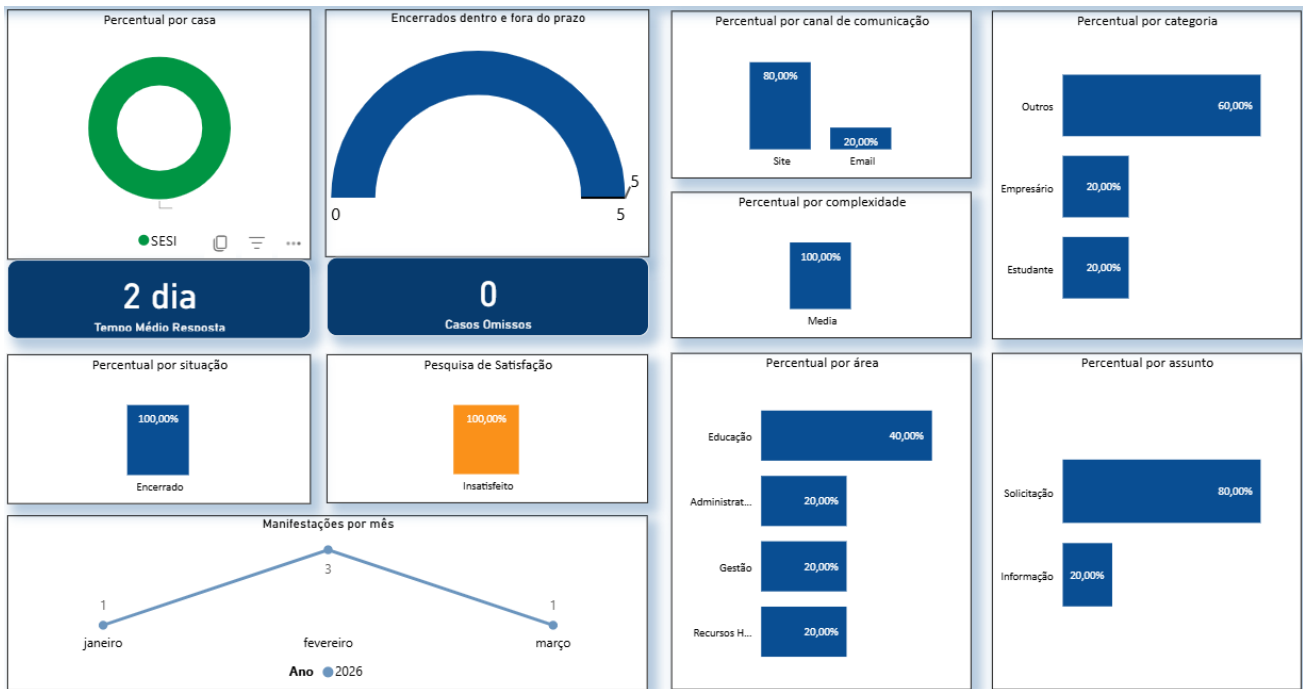 Percentual por casa
SESI
Encerrados dentro e fora do prazo
0
5
5
2 dia
Tempo Médio Resposta
0
Casos Omissos
Percentual por canal de comunicação
80,00%
20,00%
Site
Email
Percentual por complexidade
100,00%
Media
Percentual por categoria
Outros
60,00%
Empresário
20,00%
Estudante
20,00%
Percentual por situação
100,00%
Encerrado
Pesquisa de Satisfação
100,00%
Insatisfeito
Manifestações por mês
1
3
1
janeiro
fevereiro
março
Ano
2026
Percentual por área
Educação
40,00%
Administrat...
20,00%
Gestão
20,00%
Recursos H...
20,00%
Percentual por assunto
Solicitação
80,00%
Informação
20,00%